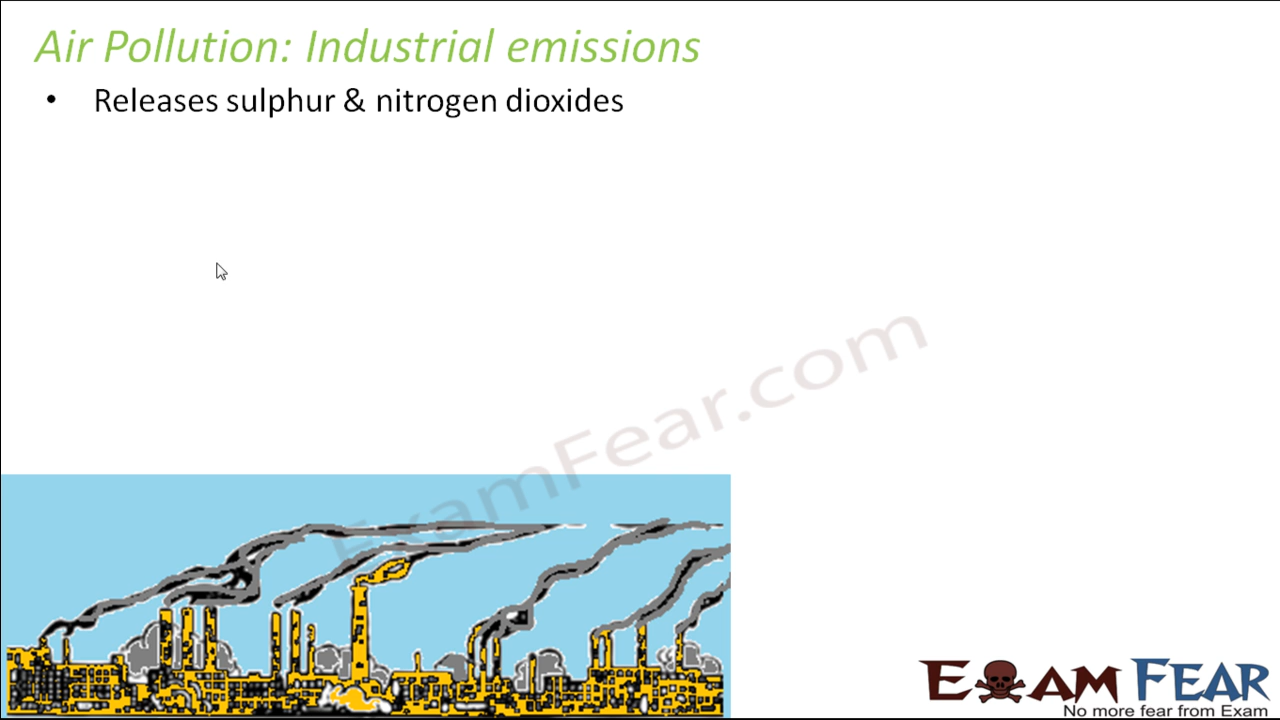 Air Pollution: Industrial emissions
• Releases sulphur & nitrogen dioxides
ExamFear.com
EXAM FEAR
No more fear from Exam